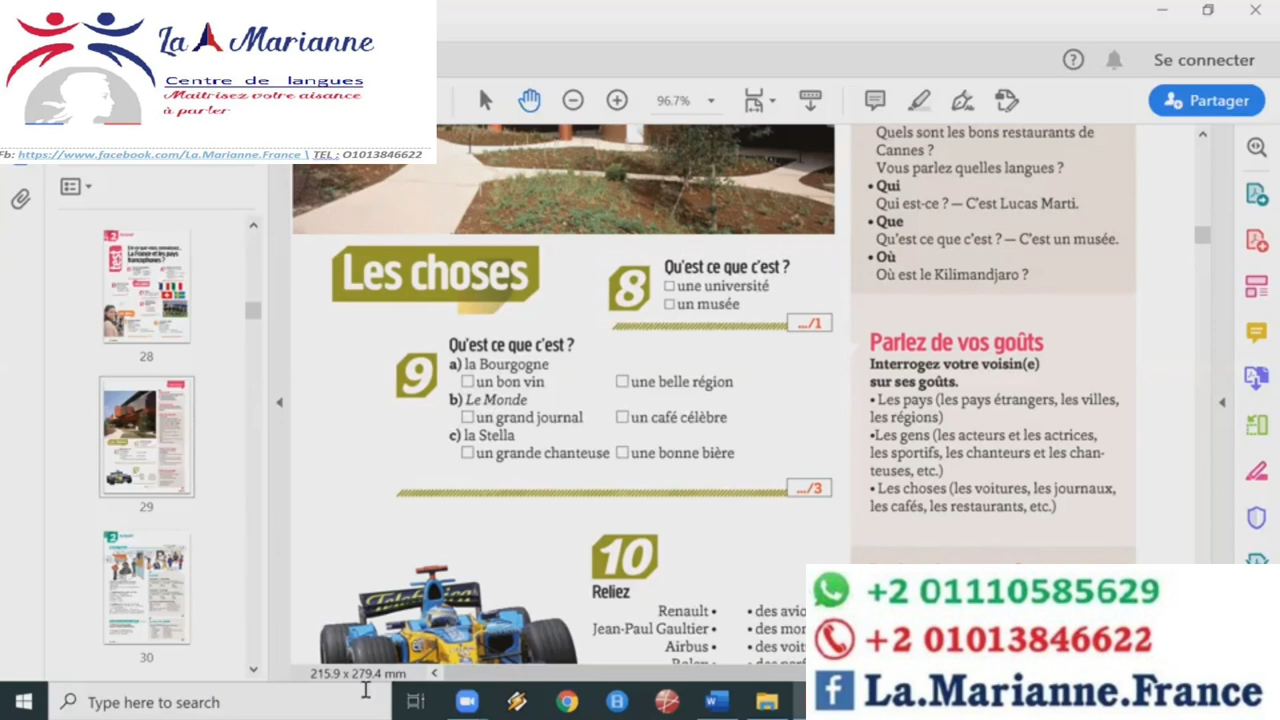 La Marianne
Centre de langues
Maîtrisez votre aisance
à parler
Fb: https://www.facebook.com/La.Marianne.France \ TEL : 01013846622
Se connecter
96.7%
Partager
Quels sont les bons restaurants de
Cannes ?
Vous parlez quelles langues ?
• Qui
Qui est-ce ? — C'est Lucas Marti.
• Que
Qu'est ce que c'est ? — C'est un musée.
• Où
Où est le Kilimandjaro ?
Les choses
8
Qu'est ce que c'est ?
une université
un musée
.../1
9
Qu'est ce que c'est ?
a) la Bourgogne
un bon vin une belle région
b) Le Monde
un grand journal un café célèbre
c) la Stella
un grande chanteuse une bonne bière
.../3
Parlez de vos goûts
Interrogez votre voisin(e)
sur ses goûts.
• Les pays (les pays étrangers, les villes,
les régions)
•Les gens (les acteurs et les actrices,
les sportifs, les chanteurs et les chan-
teuses, etc.)
• Les choses (les voitures, les journaux,
les cafés, les restaurants, etc.)
10
Reliez
Renault • • des avio
Jean-Paul Gaultier • • des mon
Airbus • • des voit
Telefonica
28
29
30
215.9 x 279.4 mm
Type here to search
+2 01110585629
+2 01013846622
La.Marianne.France